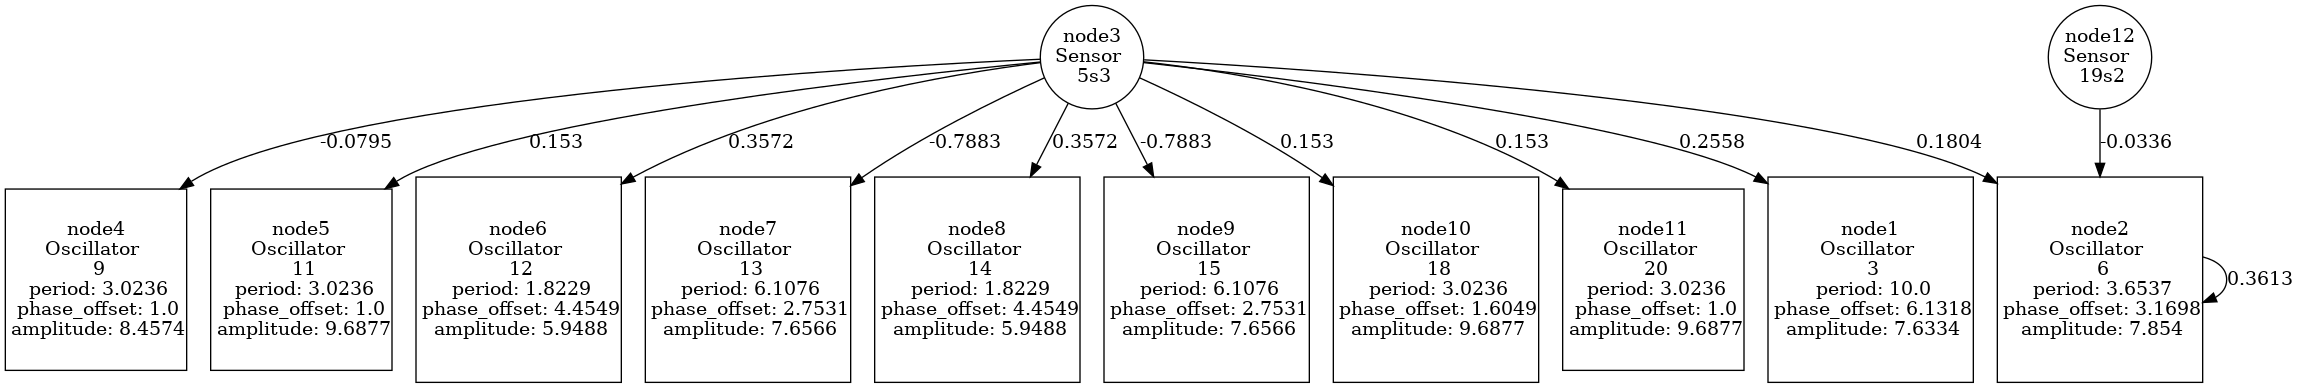 node3
Sensor
5s3
node12
Sensor
19s2
-0.0795
0.153
0.3572
-0.7883
0.3572
-0.7883
0.153
0.153
0.2558
0.1804
-0.0336
node4
Oscillator
9
period: 3.0236
phase_offset: 1.0
amplitude: 8.4574
node5
Oscillator
11
period: 3.0236
phase_offset: 1.0
amplitude: 9.6877
node6
Oscillator
12
period: 1.8229
phase_offset: 4.4549
amplitude: 5.9488
node7
Oscillator
13
period: 6.1076
phase_offset: 2.7531
amplitude: 7.6566
node8
Oscillator
14
period: 1.8229
phase_offset: 4.4549
amplitude: 5.9488
node9
Oscillator
15
period: 6.1076
phase_offset: 2.7531
amplitude: 7.6566
node10
Oscillator
18
period: 3.0236
phase_offset: 1.6049
amplitude: 9.6877
node11
Oscillator
20
period: 3.0236
phase_offset: 1.0
amplitude: 9.6877
node1
Oscillator
3
period: 10.0
phase_offset: 6.1318
amplitude: 7.6334
node2
Oscillator
6
period: 3.6537
phase_offset: 3.1698
amplitude: 7.854
0.3613